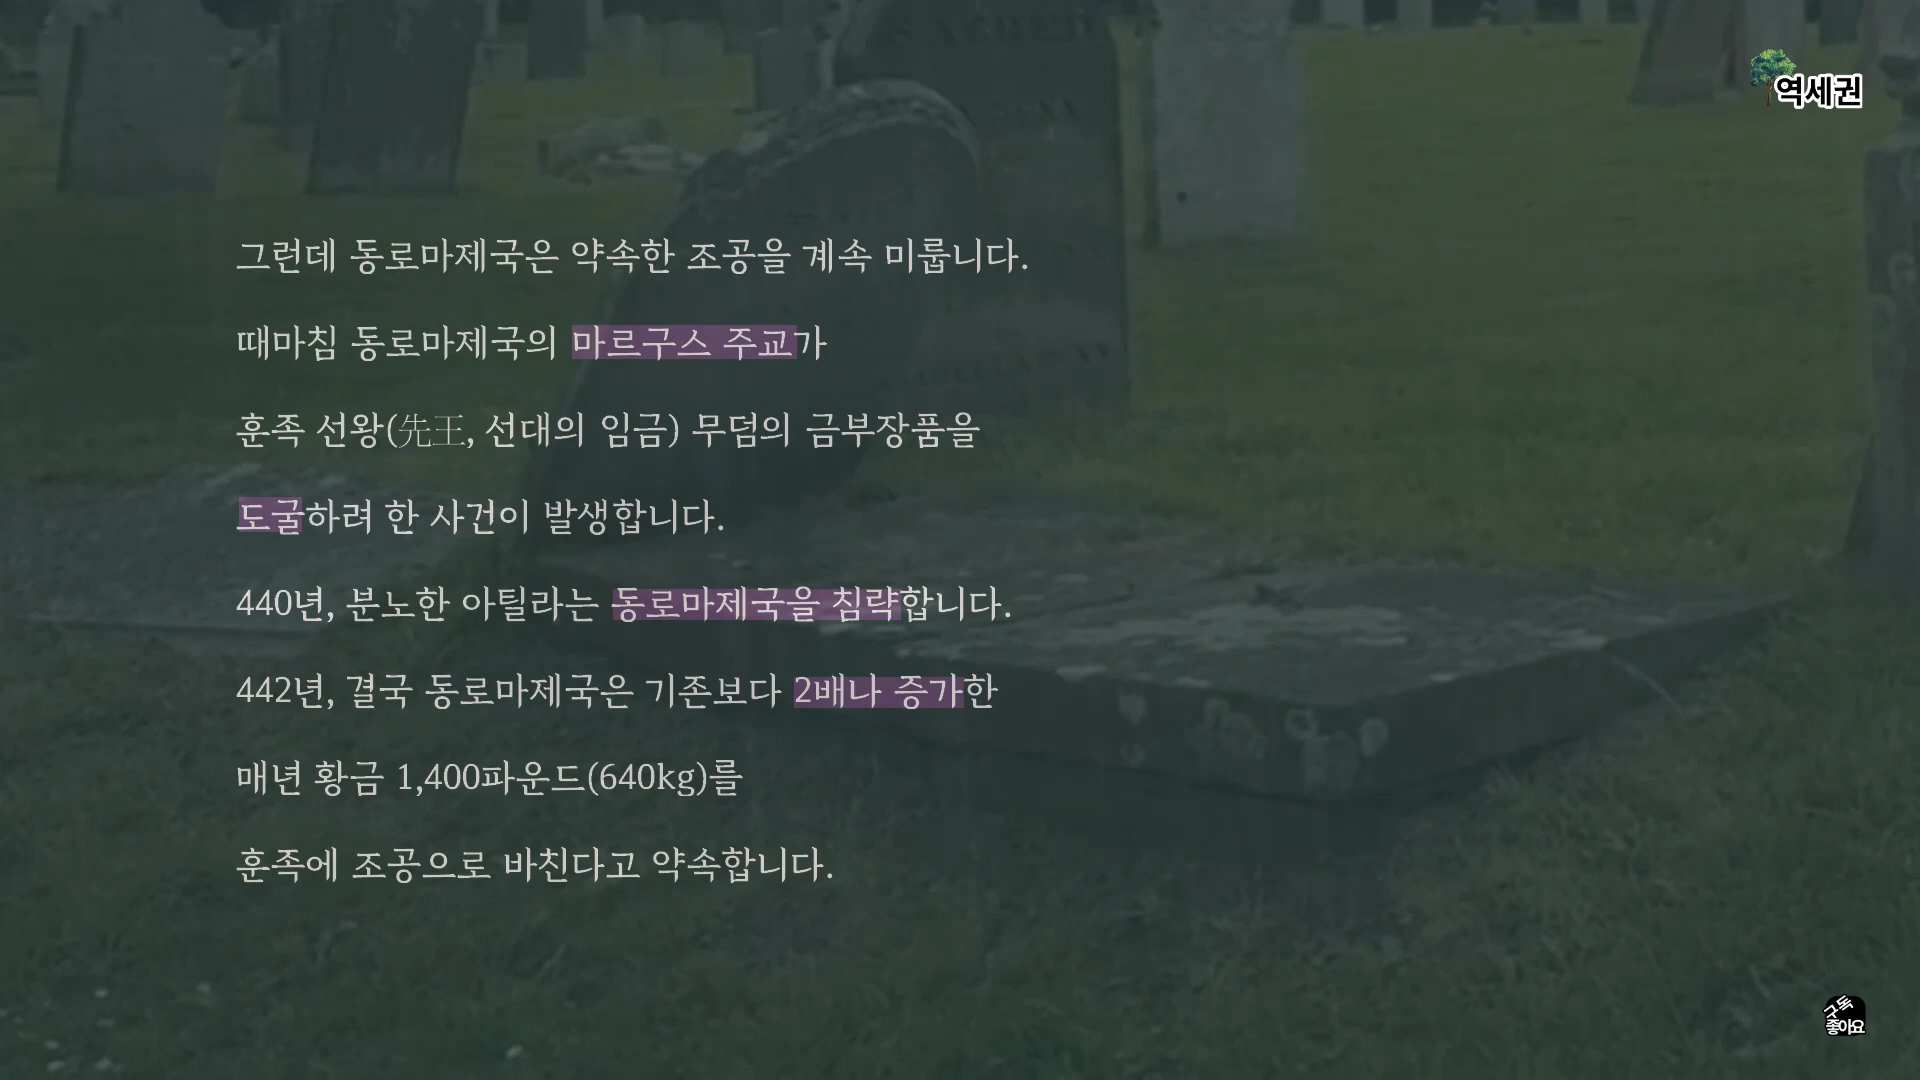 역세권
그런데 동로마제국은 약속한 조공을 계속 미룹니다.
때마침 동로마제국의 마르구스 주교가
훈족 선왕(先王, 선대의 임금) 무덤의 금부장품을
도굴하려 한 사건이 발생합니다.
440년, 분노한 아틸라는 동로마제국을 침략합니다.
442년, 결국 동로마제국은 기존보다 2배나 증가한
매년 황금 1,400파운드(640kg)를
훈족에 조공으로 바친다고 약속합니다.
구독
좋아요